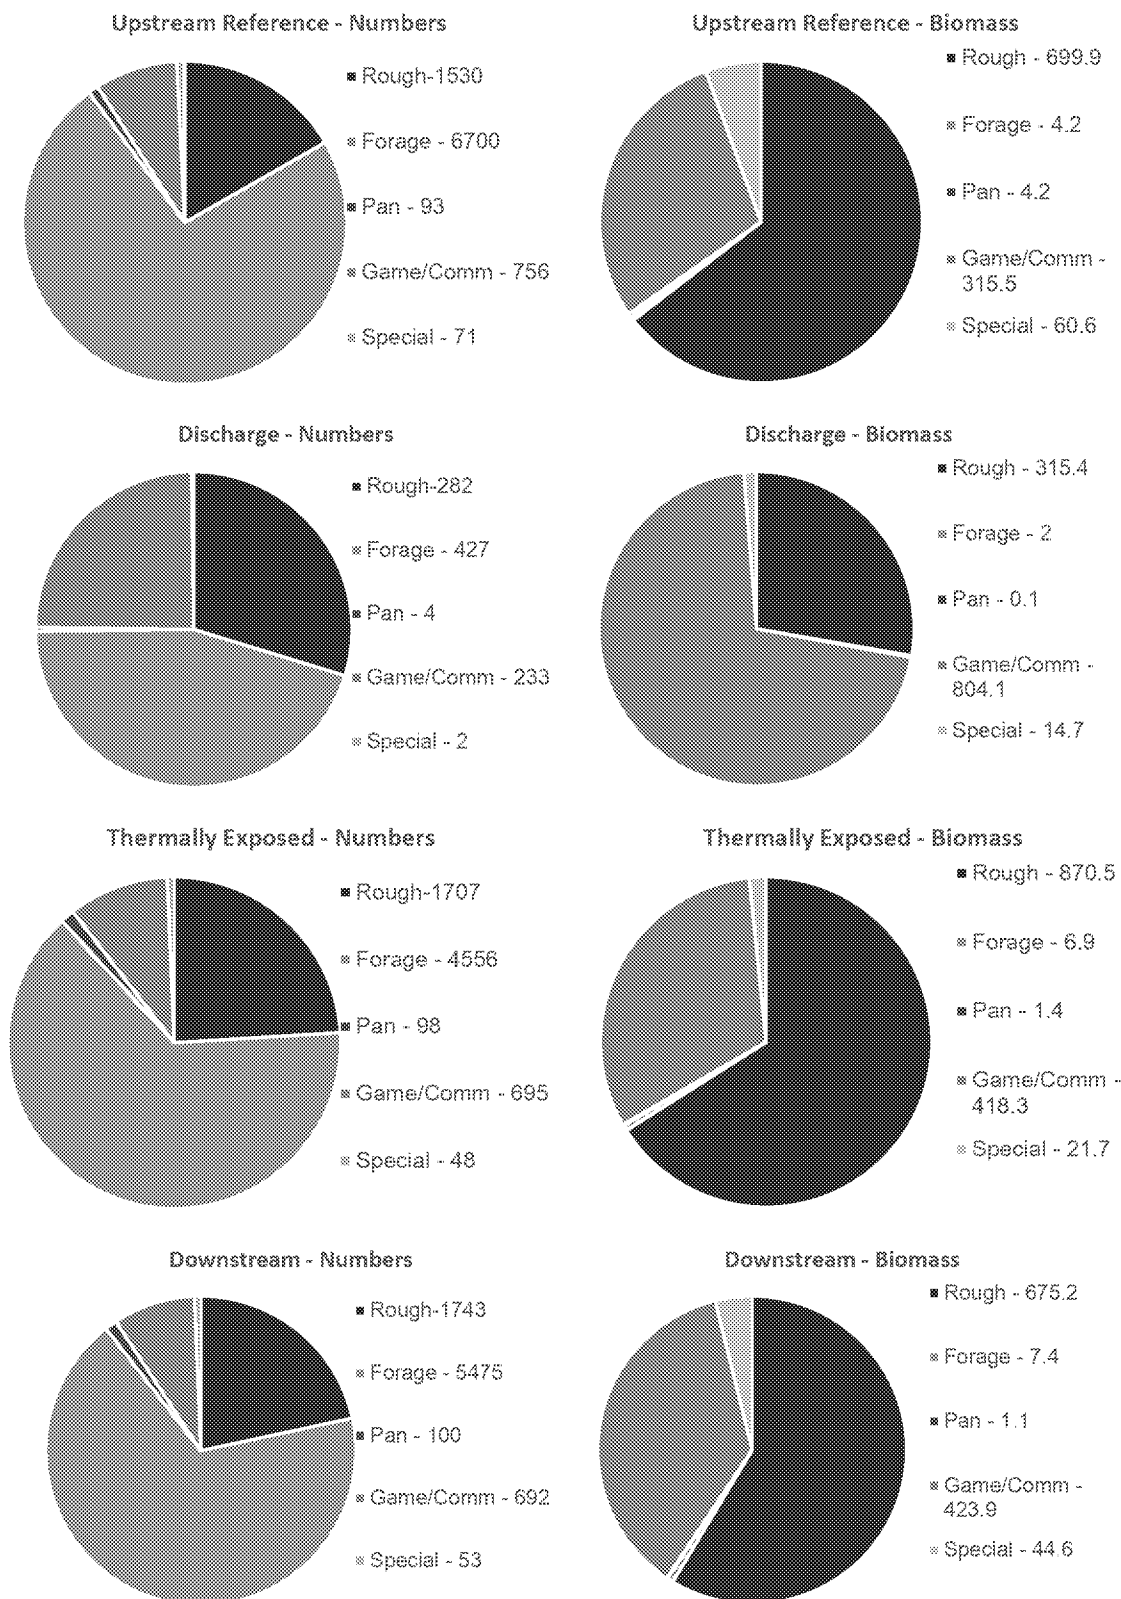 Upstream Reference - Numbers
Rough-1530
Forage - 6700
Pan - 93
Game/Comm - 756
Special - 71
Upstream Reference - Biomass
Rough - 699.9
Forage - 4.2
Pan - 4.2
Game/Comm -
315.5
Special - 60.6
Discharge - Numbers
Rough-282
Forage - 427
Pan - 4
Game/Comm - 233
Special - 2
Discharge - Biomass
Rough - 315.4
Forage - 2
Pan - 0.1
Game/Comm -
804.1
Special - 14.7
Thermally Exposed - Numbers
Rough-1707
Forage - 4556
Pan - 98
Game/Comm - 695
Special - 48
Thermally Exposed - Biomass
Rough - 870.5
Forage - 6.9
Pan - 1.4
Game/Comm -
418.3
Special - 21.7
Downstream - Numbers
Rough-1743
Forage - 5475
Pan - 100
Game/Comm - 692
Special - 53
Downstream - Biomass
Rough - 675.2
Forage - 7.4
Pan - 1.1
Game/Comm -
423.9
Special - 44.6